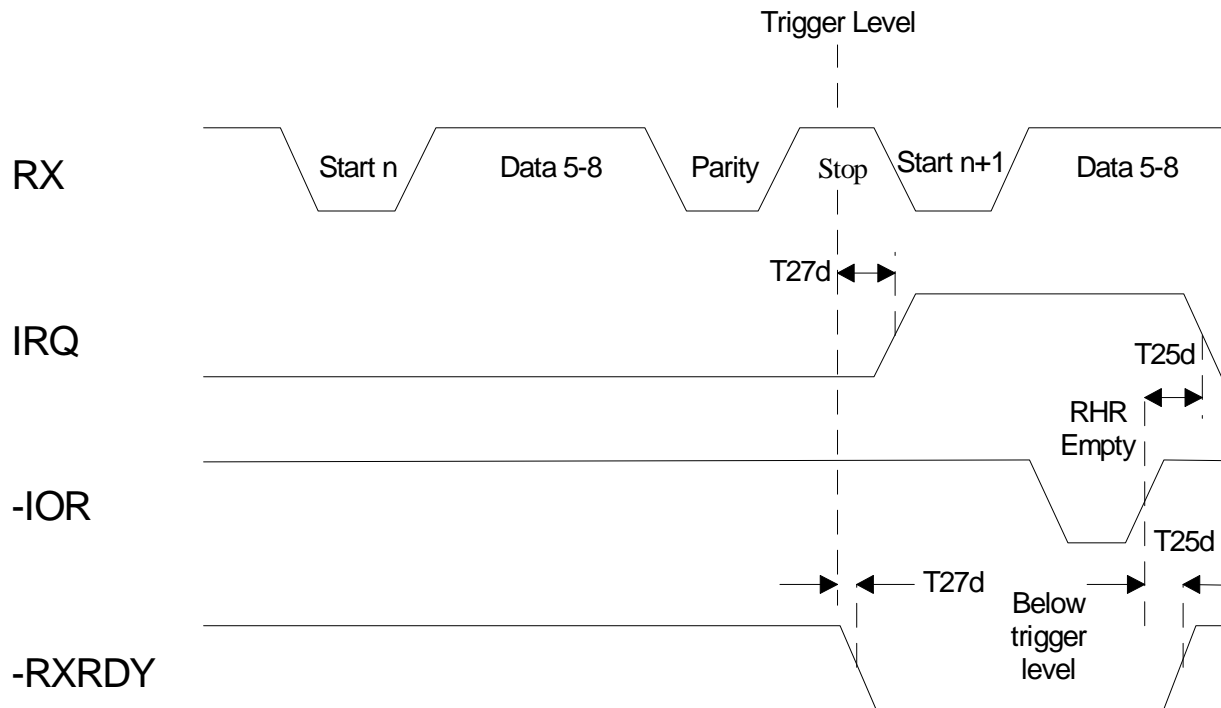 Trigger Level
RX
Start n
Data 5-8
Parity
Stop
Start n+1
Data 5-8
T27d
IRQ
T25d
RHR
Empty
-IOR
T25d
T27d
Below
trigger
level
-RXRDY